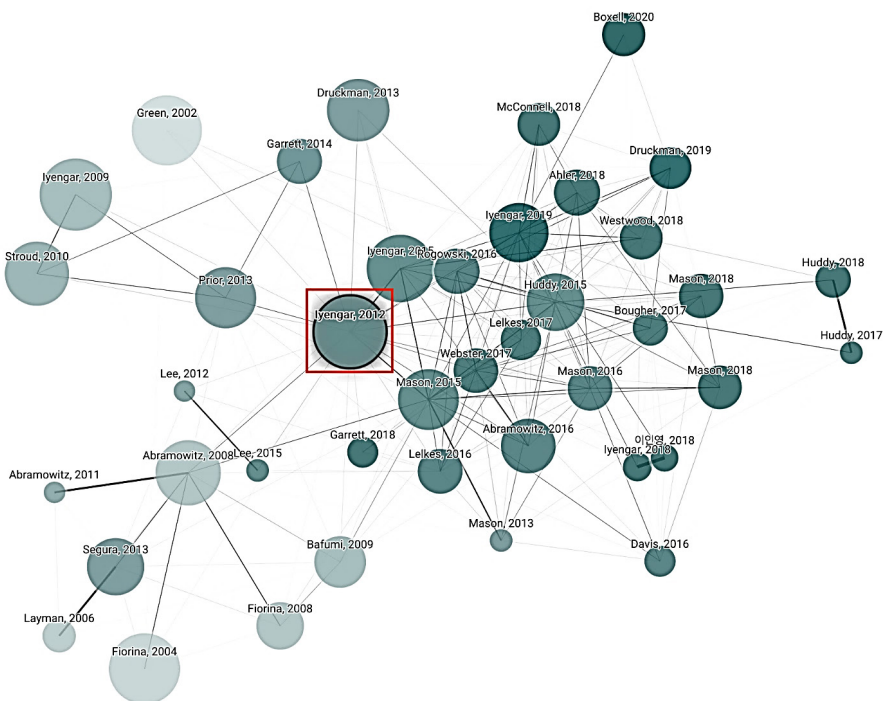 Boxell, 2020
Druckman, 2013
Green, 2002
McConnell, 2018
Garrett, 2014
Druckman, 2019
Iyengar, 2009
Ahler, 2018
Iyengar, 2019
Westwood, 2018
Stroud, 2010
Iyengar, 2015
Rogowski, 2016
Huddy, 2018
Prior, 2013
Huddy, 2015
Mason, 2018
Iyengar, 2012
Bougher, 2017
Lelkes, 2017
Huddy, 2017
Webster, 2017
Lee, 2012
Mason, 2015
Mason, 2016
Mason, 2018
Garrett, 2018
Abramowitz, 2016
이인영, 2018
Abramowitz, 2008
Lee, 2015
Lelkes, 2016
Iyengar, 2018
Abramowitz, 2011
Mason, 2013
Segura, 2013
Bafumi, 2009
Davis, 2016
Fiorina, 2008
Layman, 2006
Fiorina, 2004